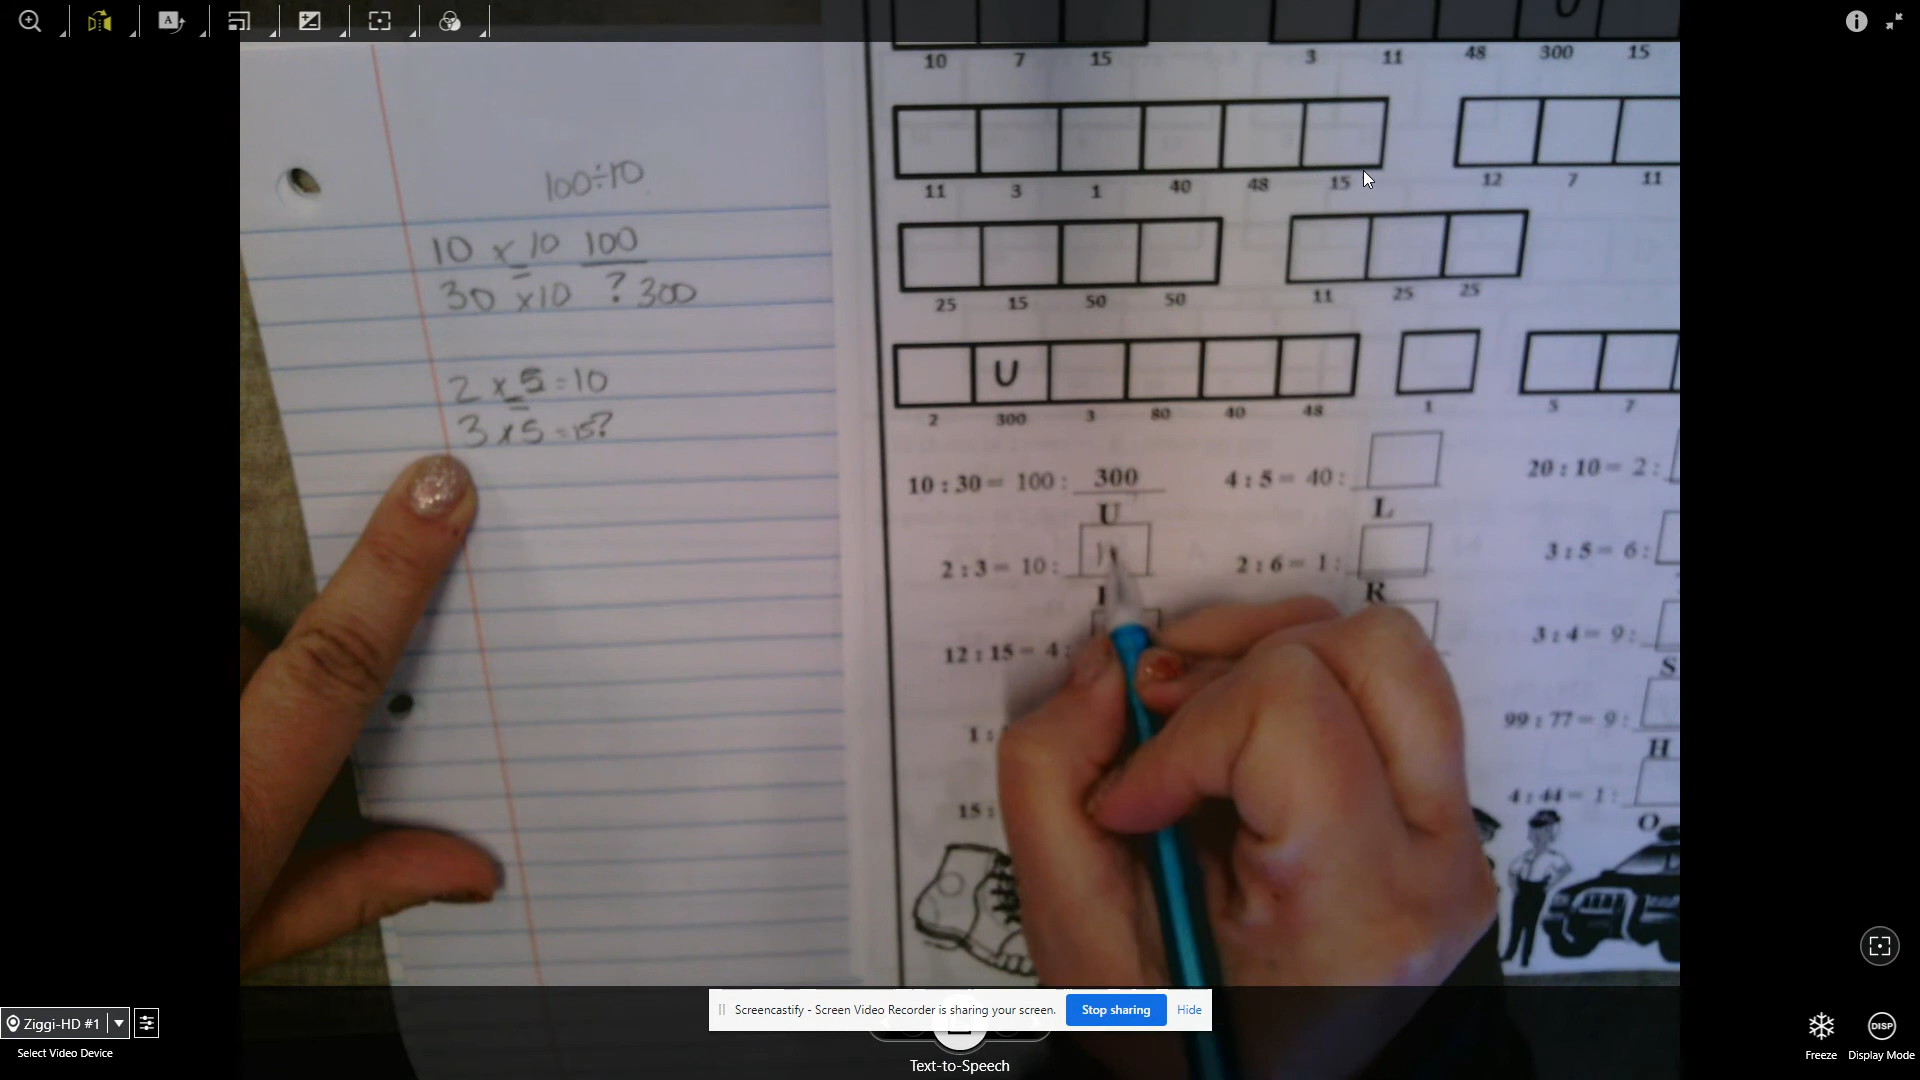 100÷10
10 x 10 100
30 x10 ? 300
2 x 5 = 10
3 x 5 = 15?
10 7 15 3 11 48 300 15
11 3 1 40 48 15 12 7 11
25 15 50 50 11 25 25
U
2 300 3 80 40 48 1 5 7
10 : 30 = 100 : 300 4 : 5 = 40 : 20 : 10 = 2 :
U L
2 : 3 = 10 : 2 : 6 = 1 : 3 : 5 = 6 :
R
12 : 15 = 4 : 3 : 4 = 9 :
S
1 : 99 : 77 = 9 :
H
15 : 4 : 44 = 1 :
O
Screencastify - Screen Video Recorder is sharing your screen. Stop sharing Hide
Ziggi-HD #1
Select Video Device
Text-to-Speech
DISP
Freeze Display Mode